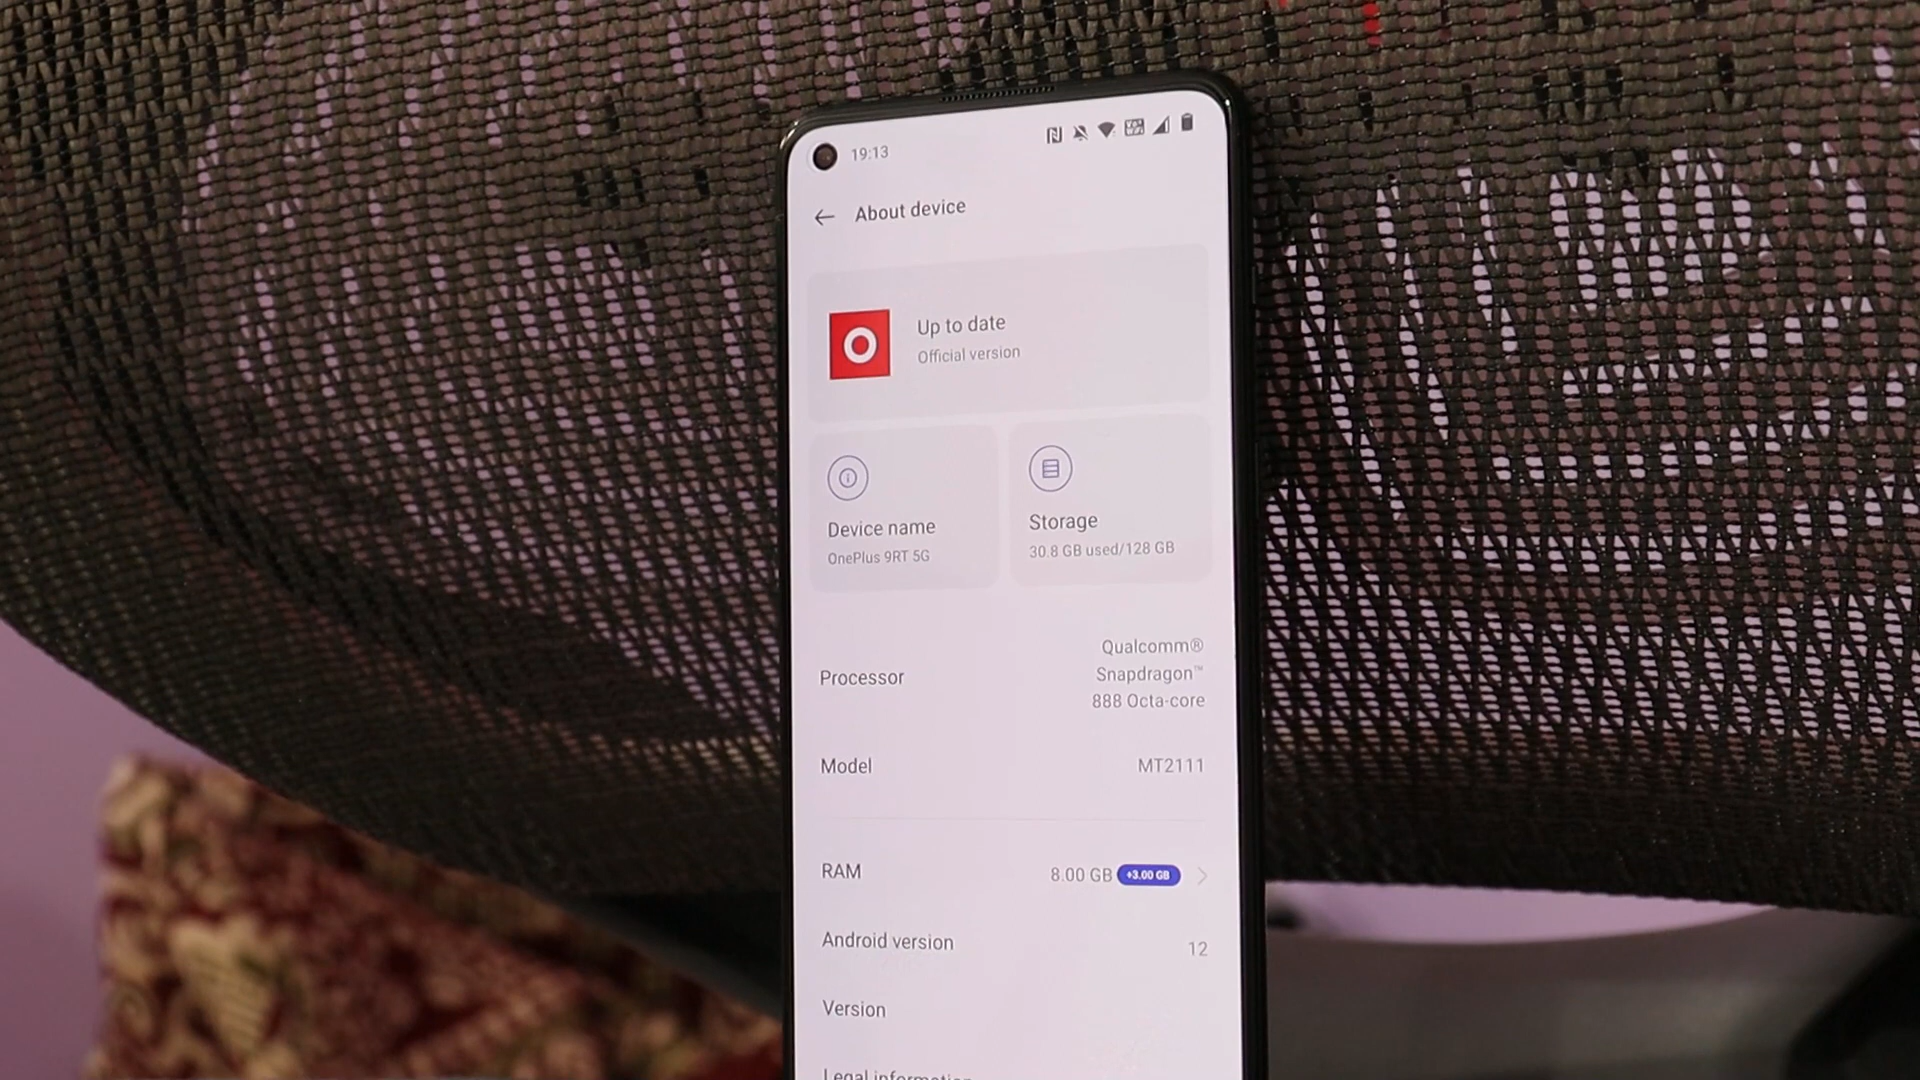 19:13
About device
Up to date
Official version
Device name
OnePlus 9RT 5G
Storage
30.8 GB used/128 GB
Processor
Qualcomm®
Snapdragon™
888 Octa-core
Model
MT2111
RAM
8.00 GB +3.00 GB
Android version
12
Version
Legal information